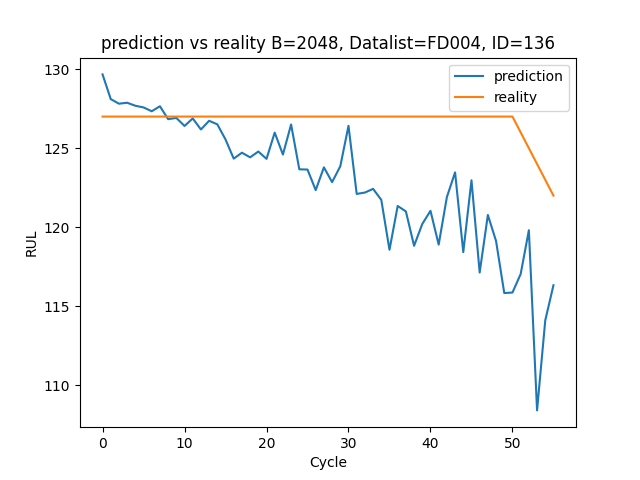 prediction vs reality B=2048, Datalist=FD004, ID=136
prediction
reality
130
125
120
115
110
RUL
0 10 20 30 40 50
Cycle